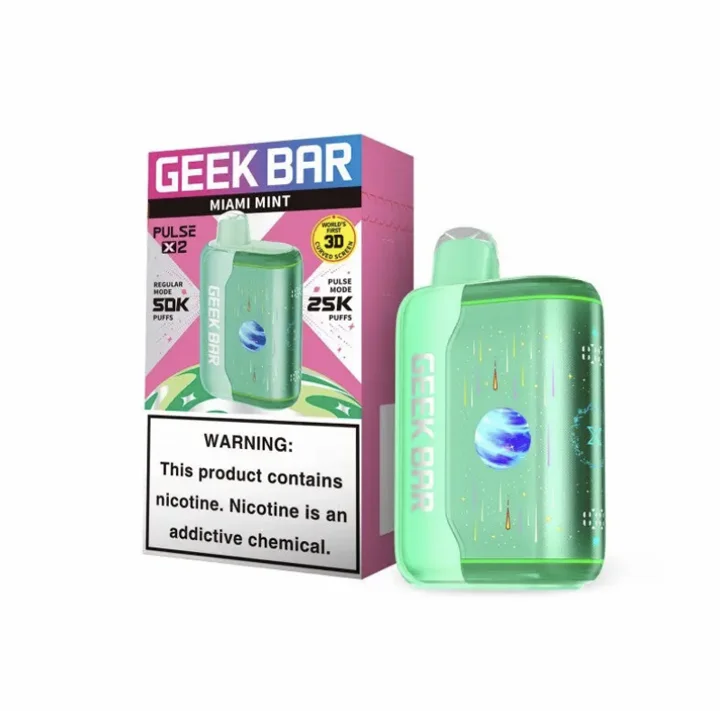 GEEK BAR
MIAMI MINT
PULSE
X2
WORLD'S
FIRST
3D
CURVED SCREEN
REGULAR
MODE
50K
PUFFS
PULSE
MODE
25K
PUFFS
GEEK BAR
WARNING:
This product contains
nicotine. Nicotine is an
addictive chemical.
GEEK BAR